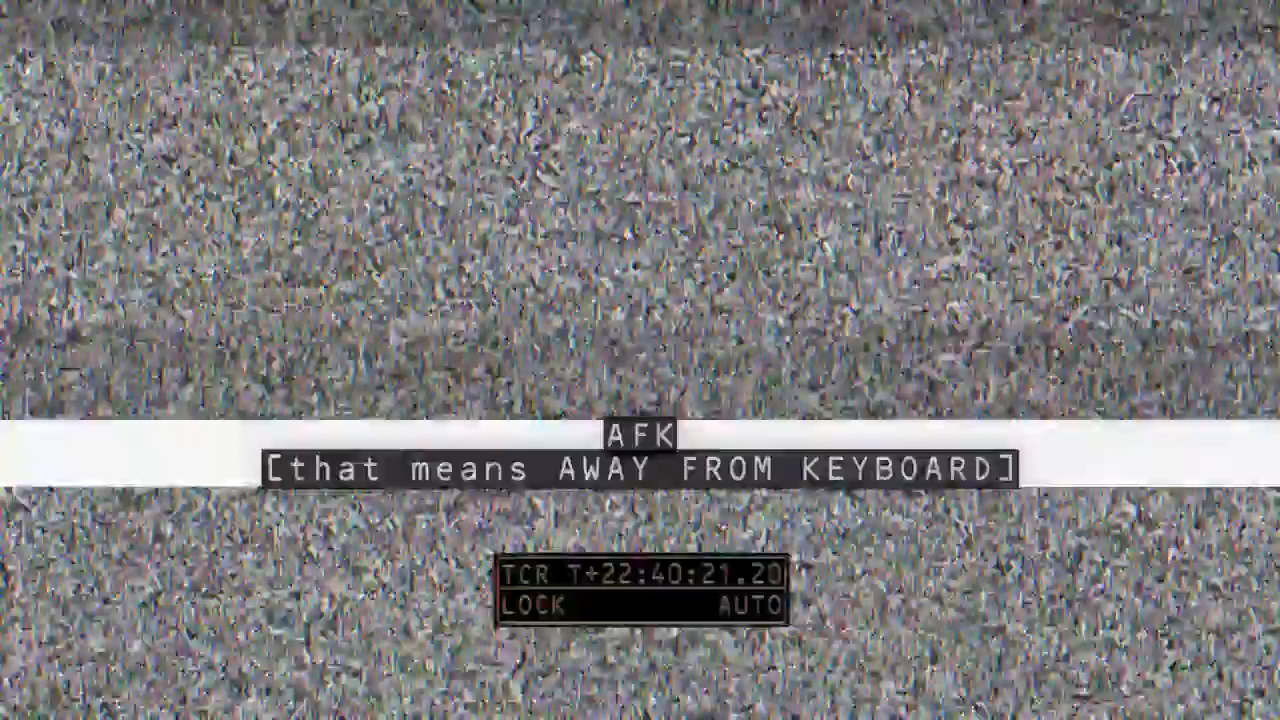 AFK
[that means AWAY FROM KEYBOARD]
TCR T+22:40:21.20
LOCK AUTO